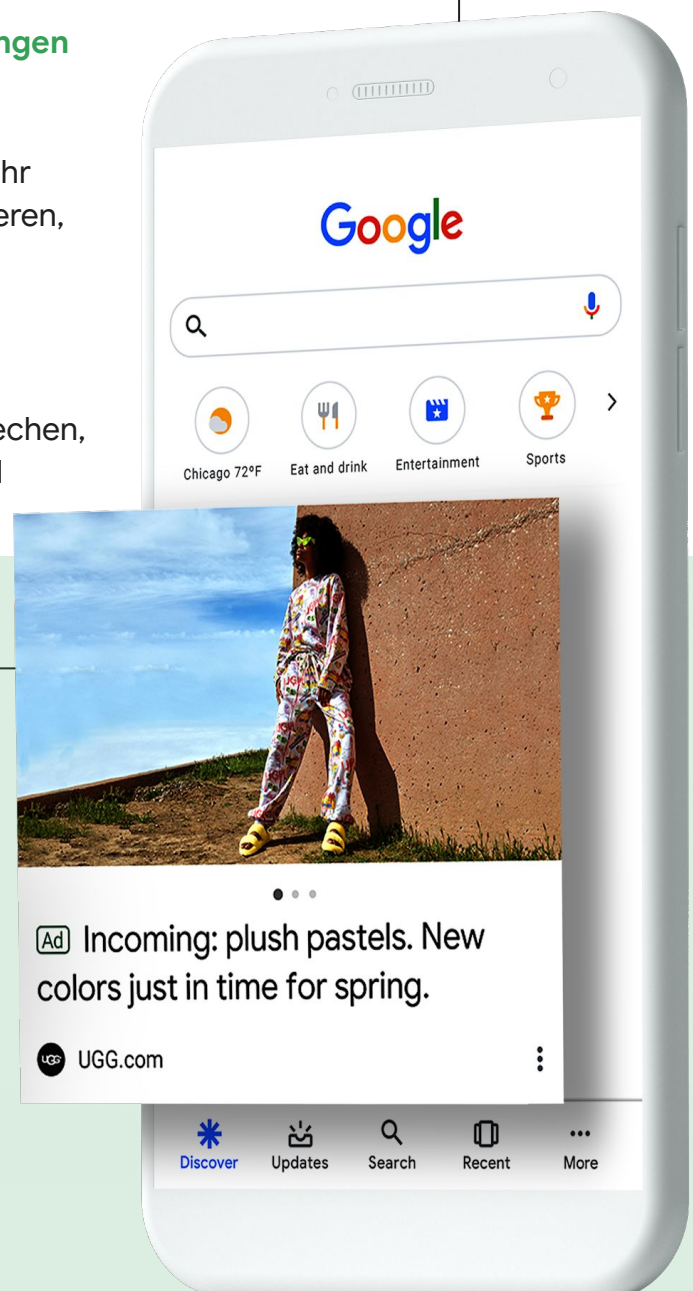 ngen
hr
eren,
echen,
Google
Chicago 72°F
Eat and drink
Entertainment
Sports
Ad Incoming: plush pastels. New
colors just in time for spring.
UGG UGG.com
Discover
Updates
Search
Recent
More